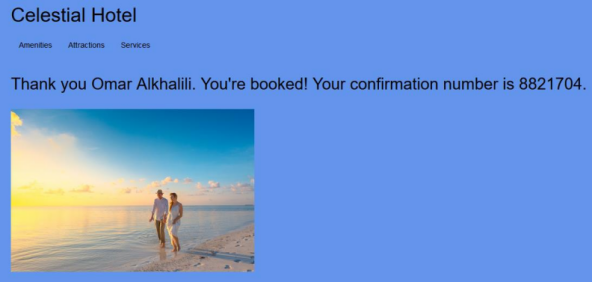 Celestial Hotel
Amenities Attractions Services
Thank you Omar Alkhalili. You're booked! Your confirmation number is 8821704.